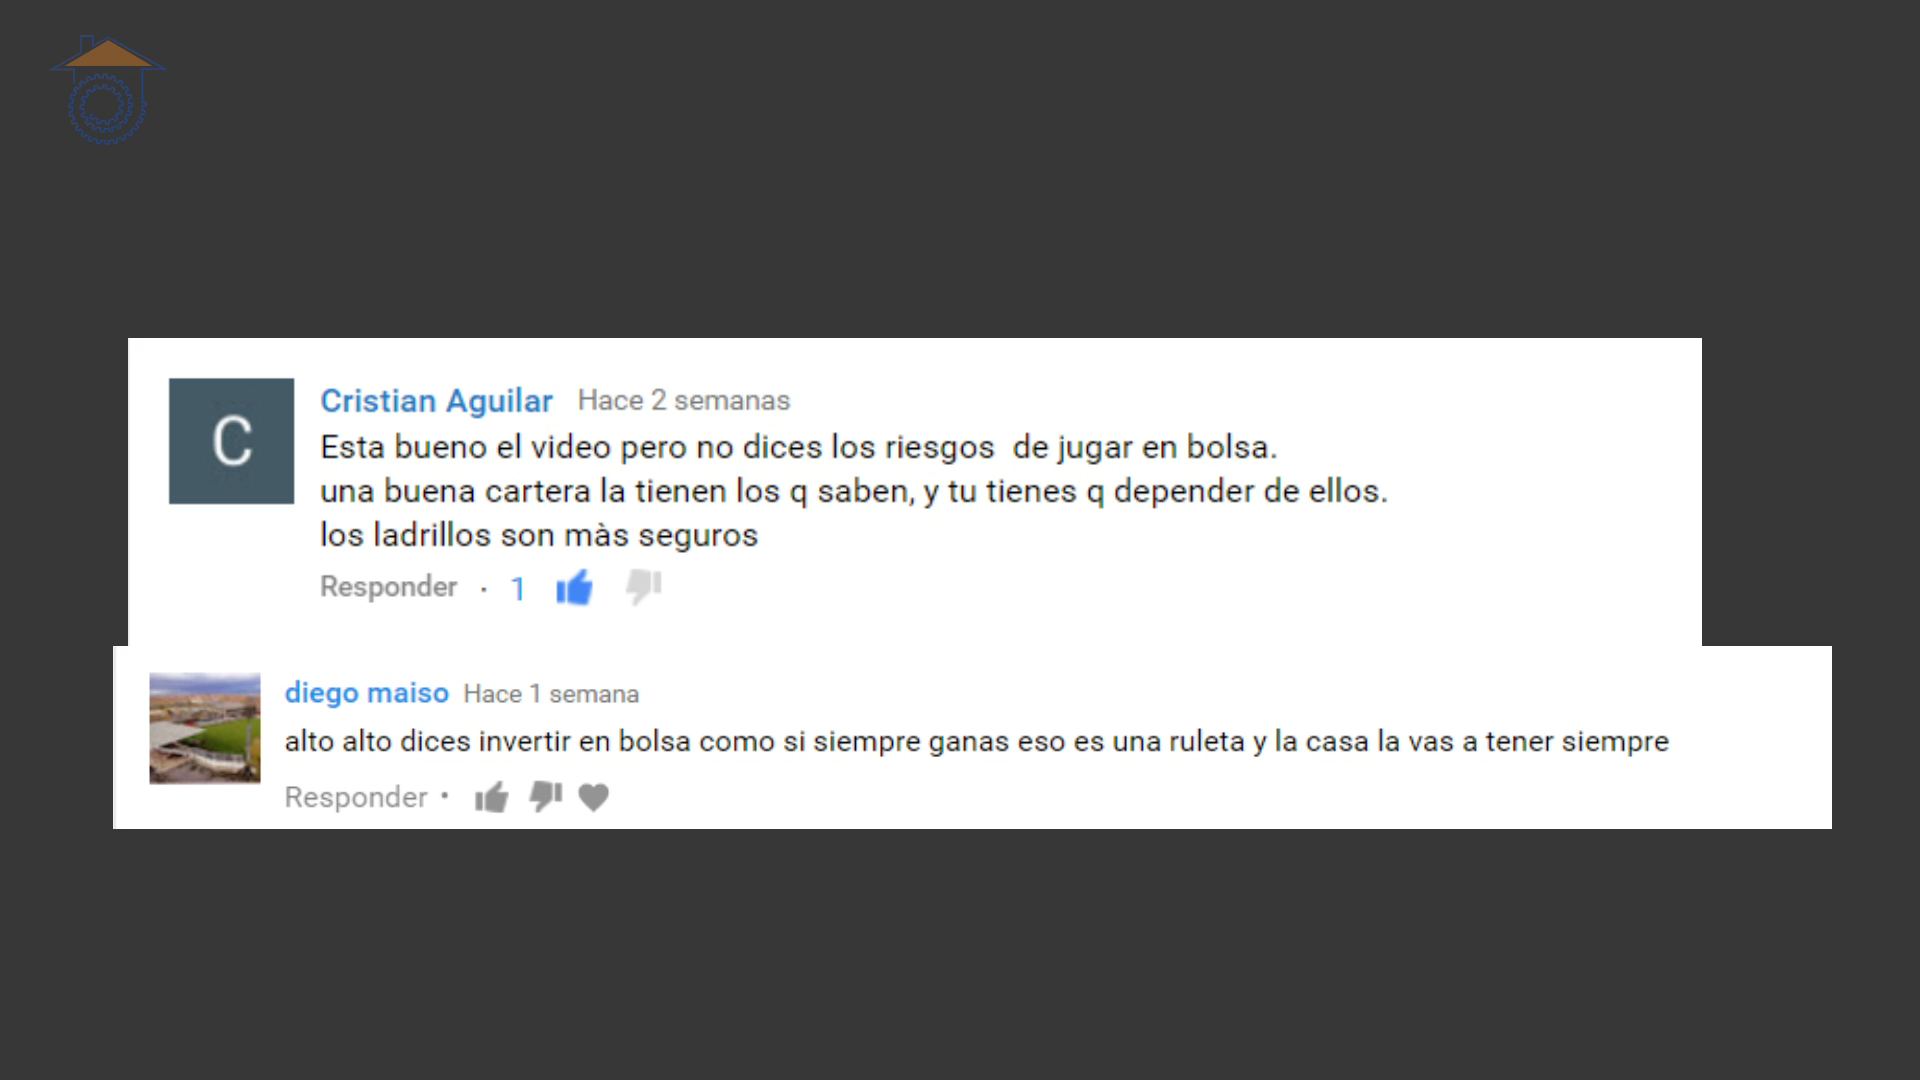 C
Cristian Aguilar Hace 2 semanas
Esta bueno el video pero no dices los riesgos  de jugar en bolsa.
una buena cartera la tienen los q saben, y tu tienes q depender de ellos.
los ladrillos son màs seguros
Responder · 1
diego maiso Hace 1 semana
alto alto dices invertir en bolsa como si siempre ganas eso es una ruleta y la casa la vas a tener siempre
Responder •